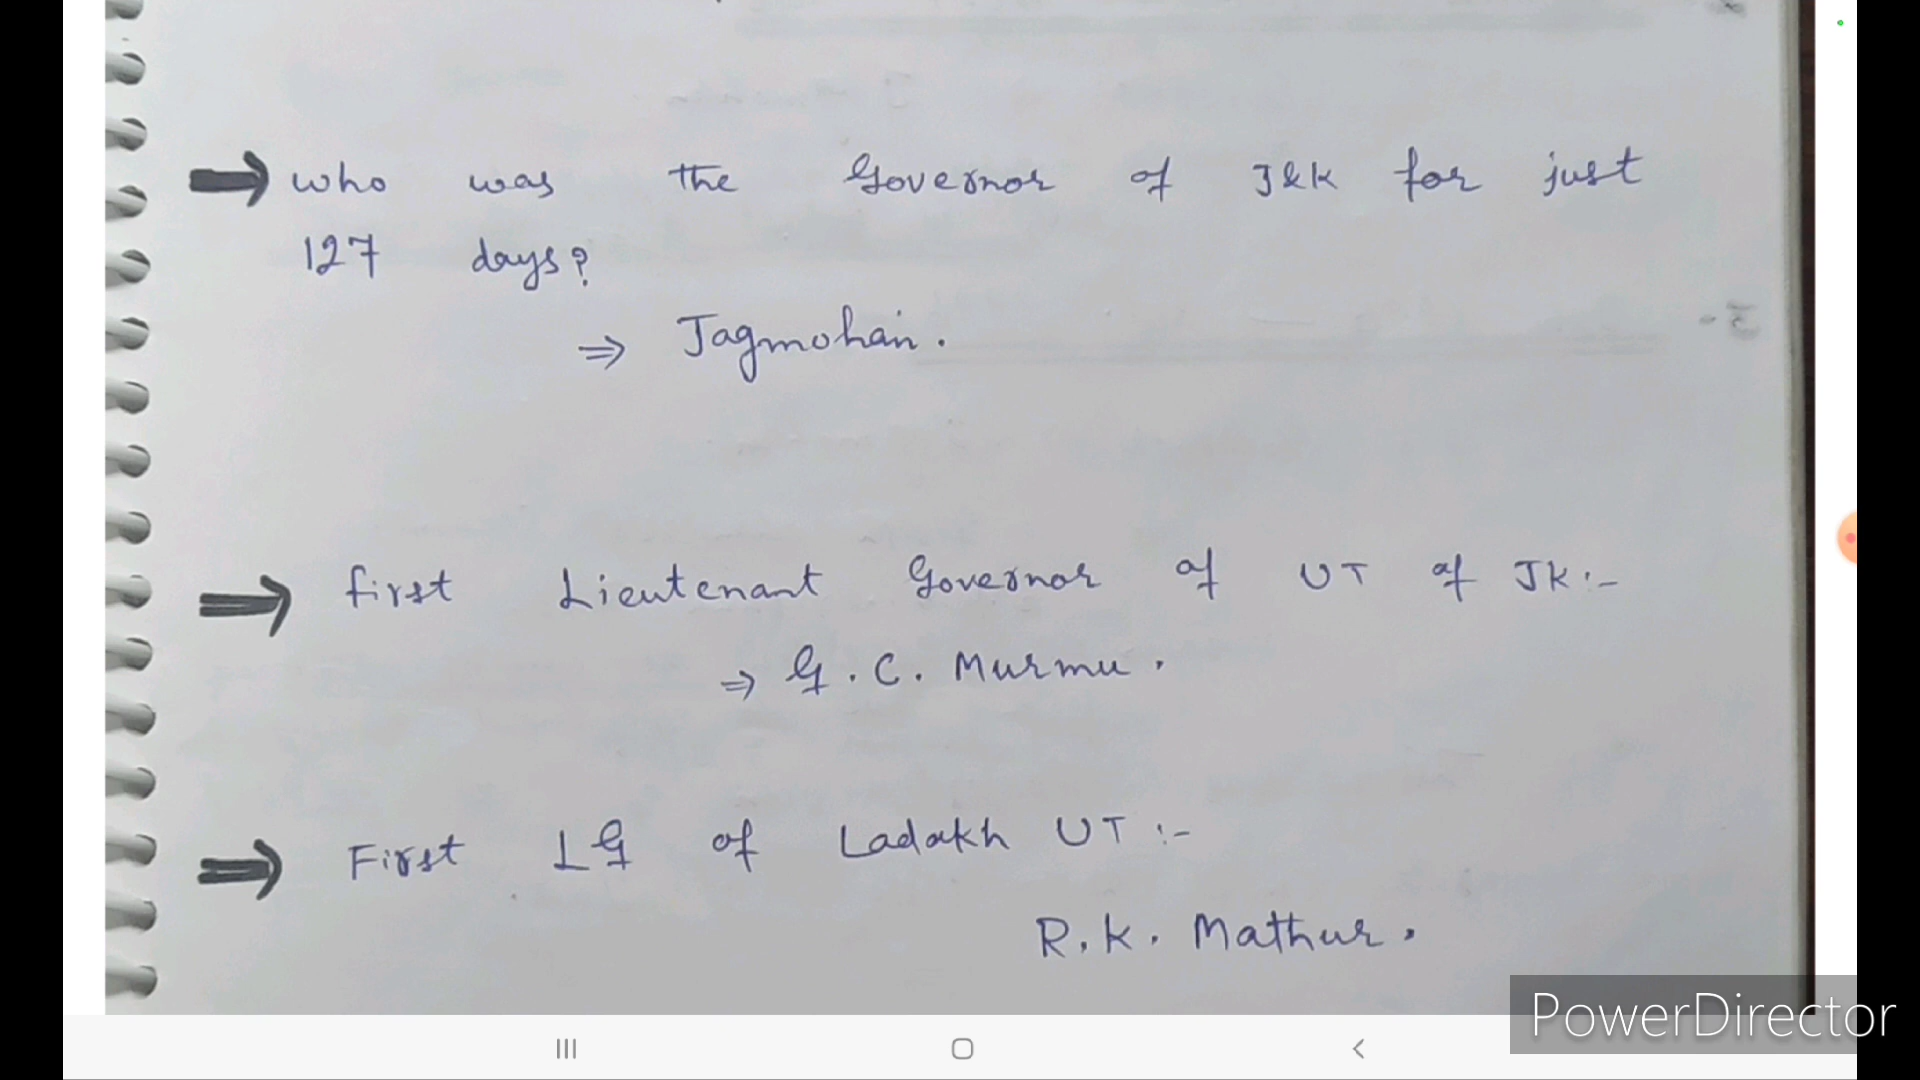 who was the Governor of J&K for just
127 days?
⇒ Jagmohan.
first Lieutenant Governor of UT of JK:-
⇒ G.C. Murmu.
First LG of Ladakh UT:-
R.K. Mathur.
PowerDirector